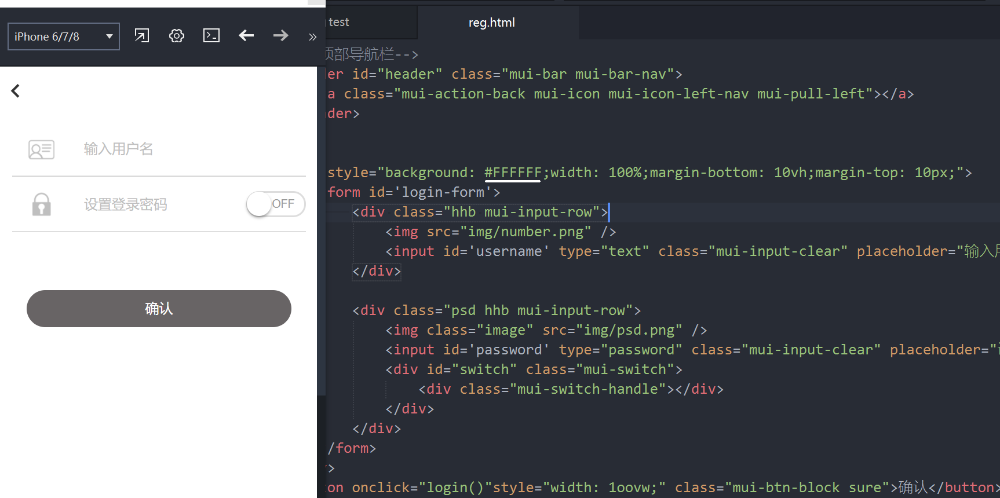 iPhone 6/7/8
输入用户名
设置登录密码
OFF
确认
test
reg.html
顶部导航栏-->
der id="header" class="mui-bar mui-bar-nav">
a class="mui-action-back mui-icon mui-icon-left-nav mui-pull-left"></a>
der>
style="background: #FFFFFF;width: 100%;margin-bottom: 10vh;margin-top: 10px;">
form id='login-form'>
<div class="hhb mui-input-row">
<img src="img/number.png" />
<input id='username' type="text" class="mui-input-clear" placeholder="输入用
</div>
<div class="psd hhb mui-input-row">
<img class="image" src="img/psd.png" />
<input id='password' type="password" class="mui-input-clear" placeholder="
<div id="switch" class="mui-switch">
<div class="mui-switch-handle"></div>
</div>
</div>
/form>
>
on onclick="login()"style="width: 1oovw;" class="mui-btn-block sure">确认</button>